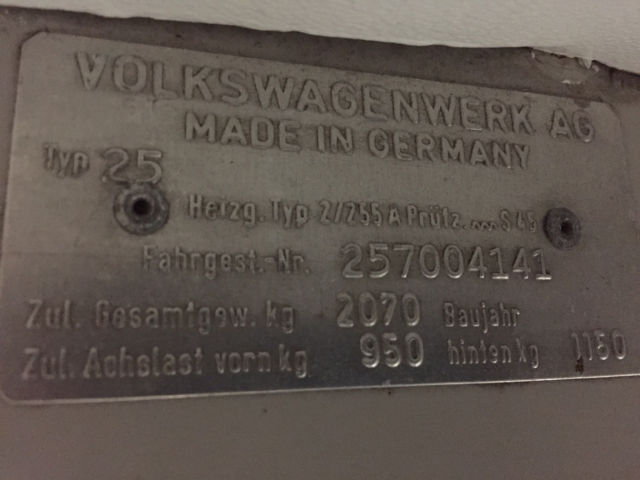 VOLKSWAGENWERK AG
MADE IN GERMANY
Typ 25
Heizg. Typ 2/255 A Prüfz. S 45
Fahrgest.-Nr. 257004141
Zul. Gesamtgew. kg 2070 Baujahr
Zul. Achslast vorn kg 950 hinten kg 1150